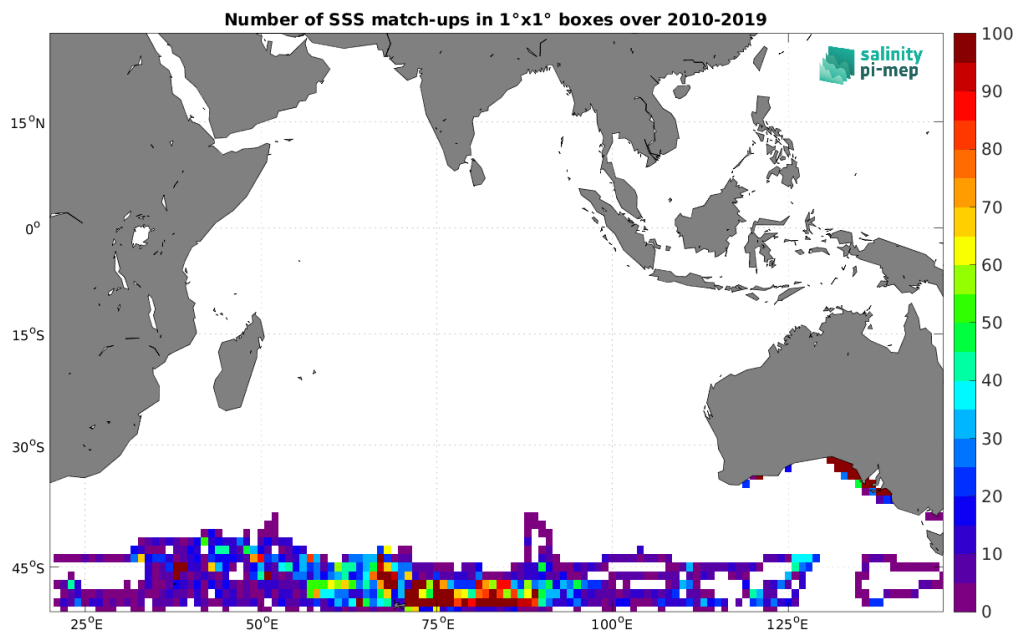 Number of SSS match-ups in 1°x1° boxes over 2010-2019
salinity
pi-mep
100
90
80
70
60
50
40
30
20
10
0
15°N
0°
15°S
30°S
45°S
25°E
50°E
75°E
100°E
125°E